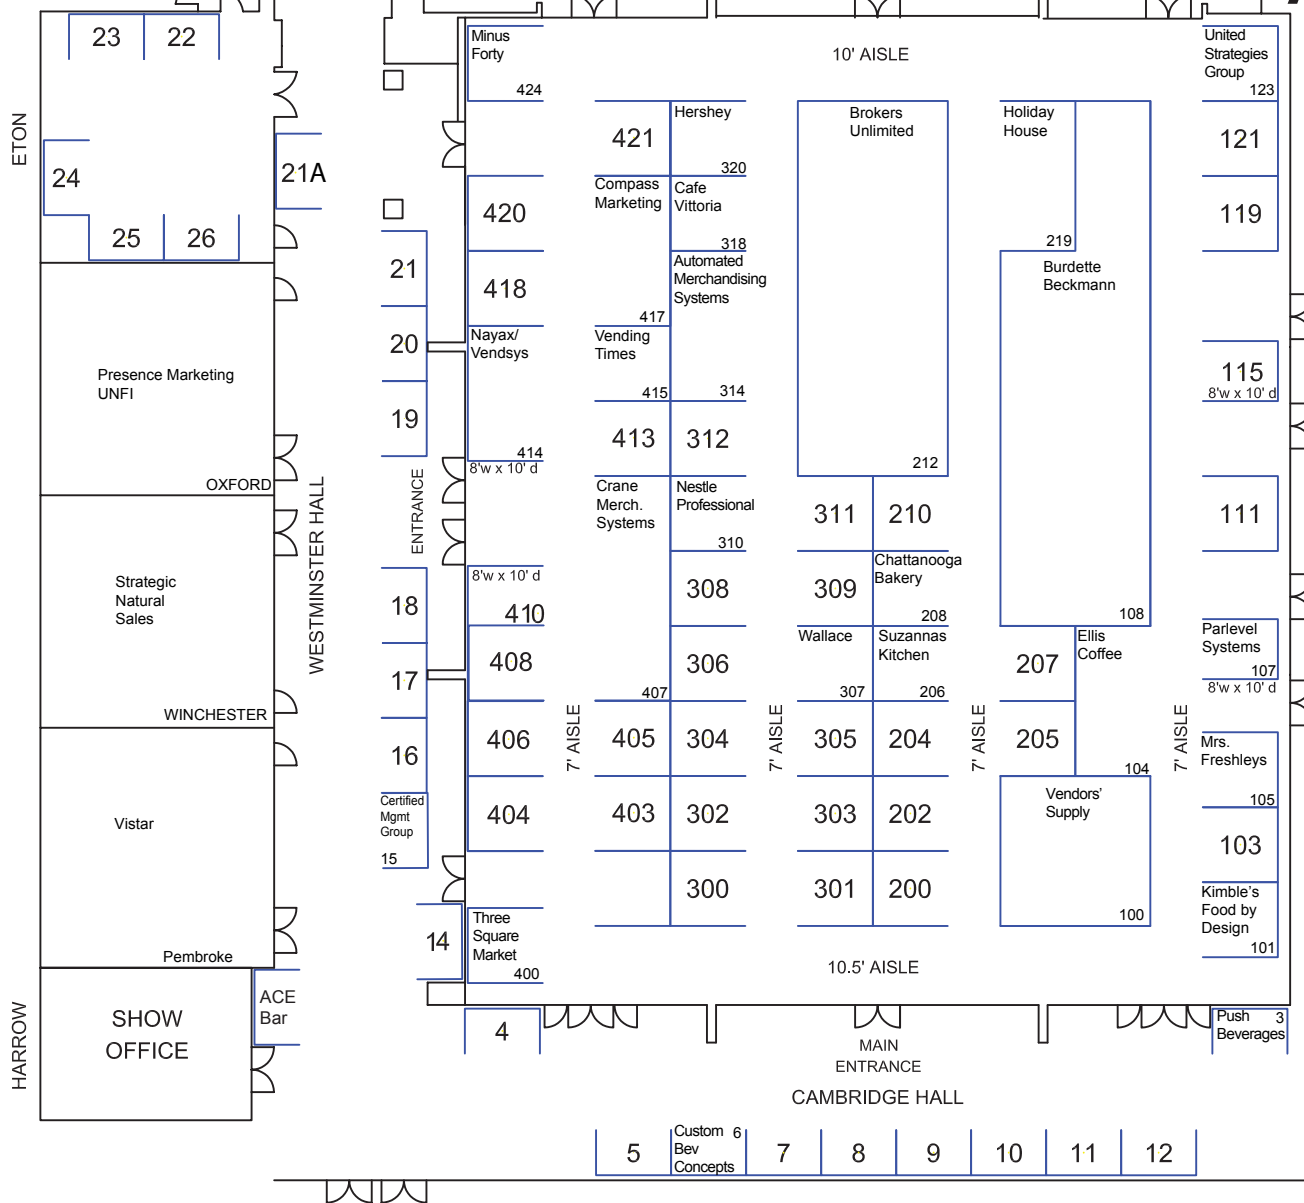 23
22
ETON
24
21A
25
26
21
20
19
Presence Marketing
UNFI
OXFORD
WESTMINSTER HALL
ENTRANCE
Strategic
Natural
Sales
WINCHESTER
18
17
16
Certified
Mgmt
Group
15
Vistar
Pembroke
14
HARROW
SHOW
OFFICE
ACE
Bar
Minus
Forty
424
420
418
Nayax/
Vendsys
414
8'w x 10' d
8'w x 10' d
410
408
406
404
Three
Square
Market
400
4
10' AISLE
421
Hershey
320
Compass
Marketing
417
Cafe
Vittoria
318
Automated
Merchandising
Systems
314
Vending
Times
415
413
312
Crane
Merch.
Systems
407
Nestle
Professional
310
308
306
7' AISLE
405
304
403
302
300
7' AISLE
Brokers
Unlimited
212
311
210
309
Chattanooga
Bakery
208
Wallace
307
Suzannas
Kitchen
206
305
204
303
202
301
200
7' AISLE
Holiday
House
219
Burdette
Beckmann
108
207
Ellis
Coffee
104
205
Vendors'
Supply
100
7' AISLE
United
Strategies
Group
123
121
119
115
8'w x 10' d
111
Parlevel
Systems
107
8'w x 10' d
Mrs.
Freshleys
105
103
Kimble's
Food by
Design
101
10.5' AISLE
Push 3
Beverages
MAIN
ENTRANCE
CAMBRIDGE HALL
5
Custom 6
Bev
Concepts
7
8
9
10
11
12